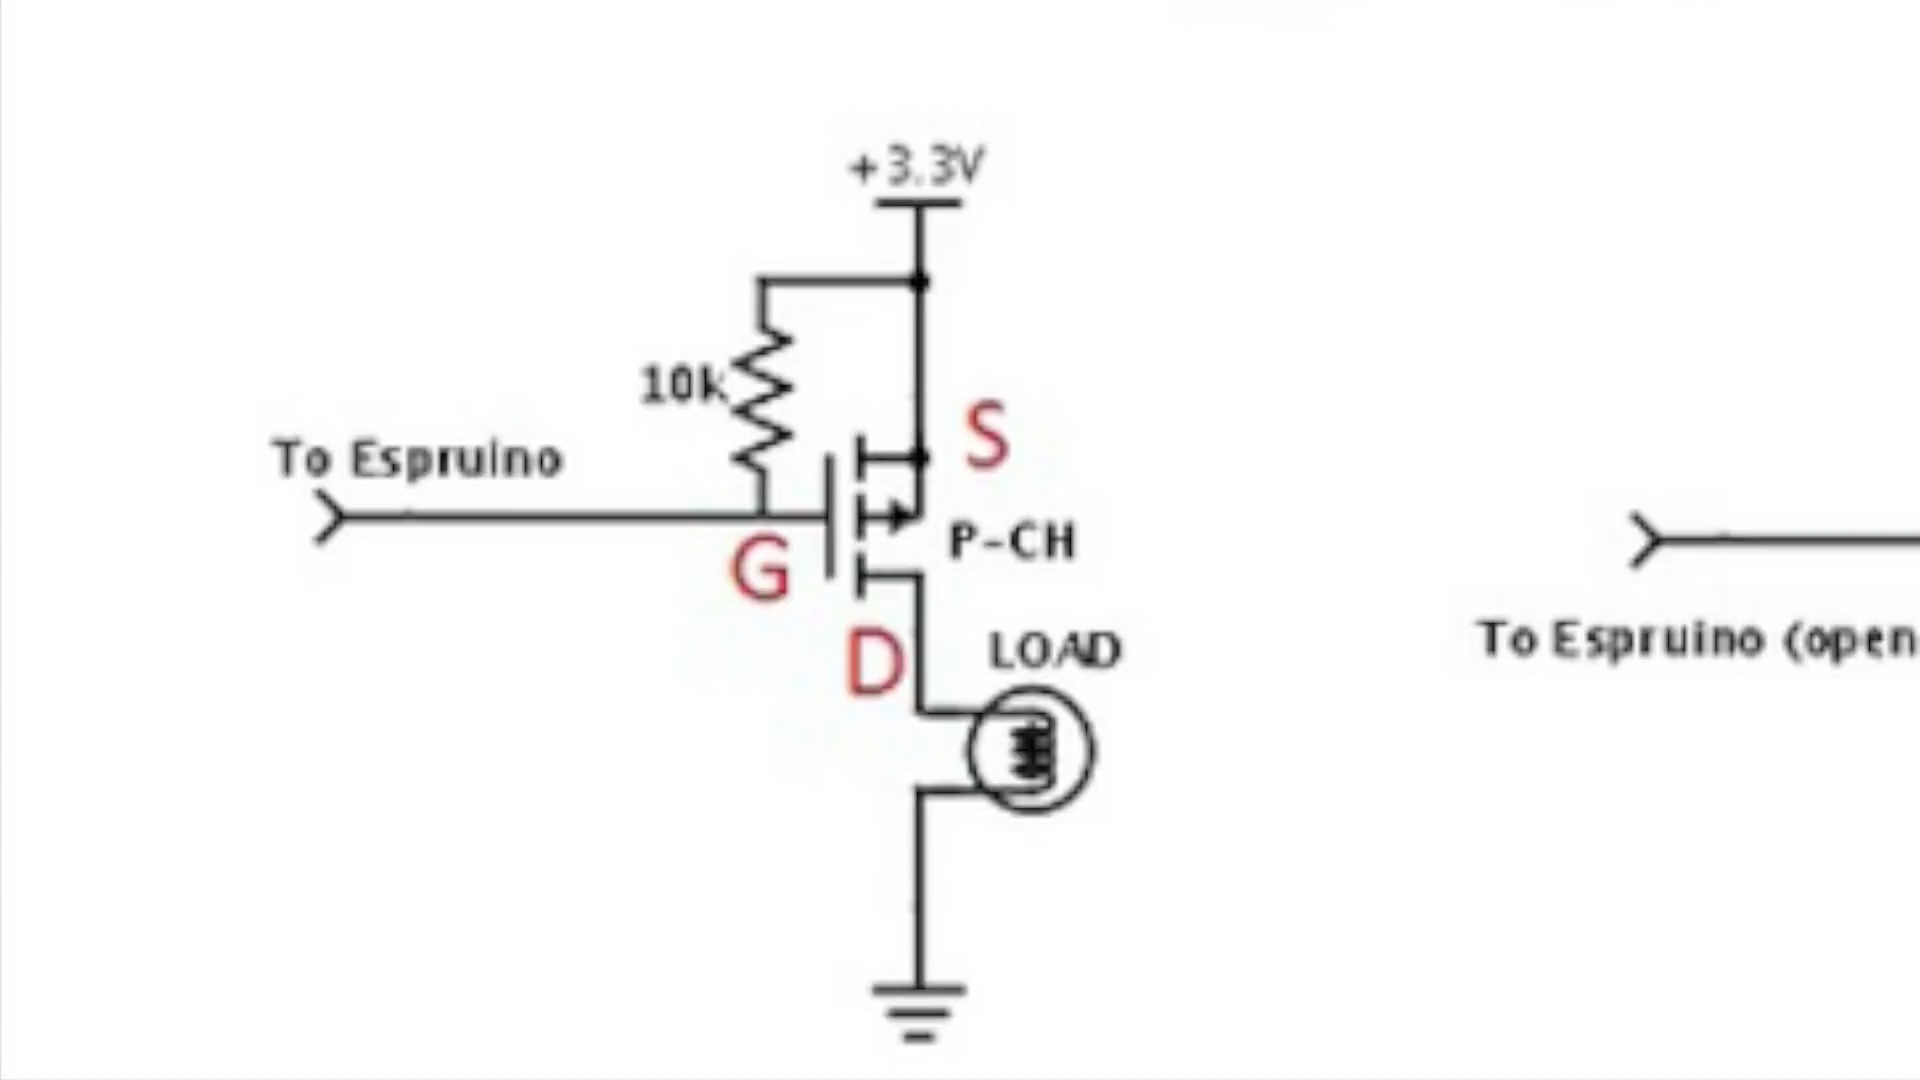 +3.3V
10k
S
To Espruino
G
P-CH
D
LOAD
To Espruino (open